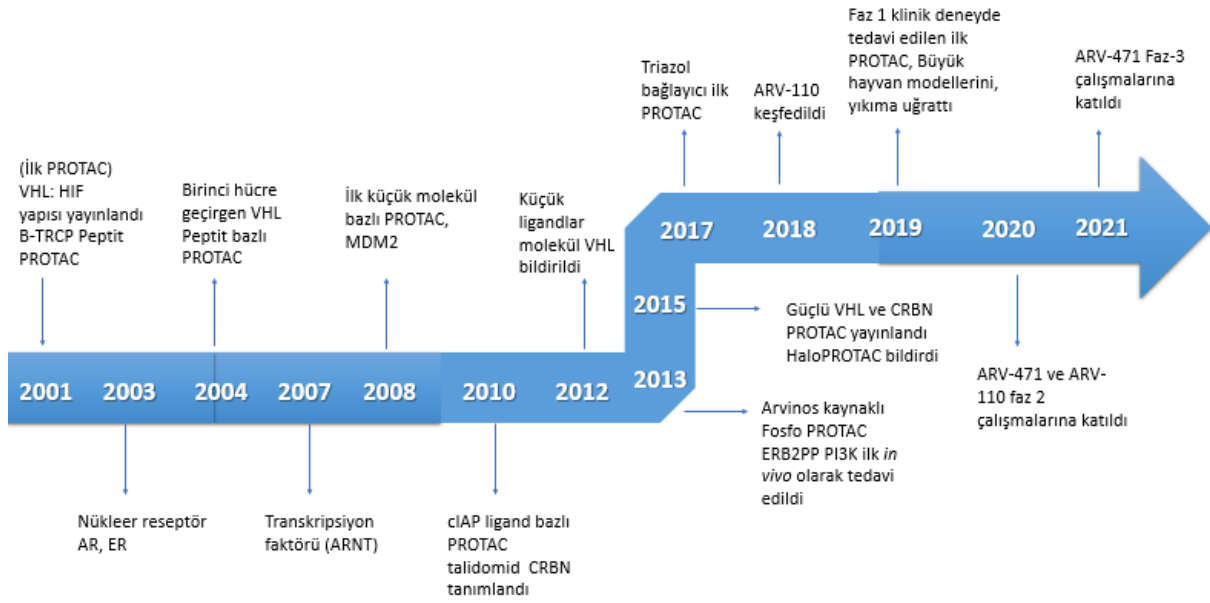 (İlk PROTAC)
VHL: HIF
yapısı yayınlandı
B-TRCP Peptit
PROTAC
2001
2003
Nükleer reseptör
AR, ER
Birinci hücre
geçirgen VHL
Peptit bazlı
PROTAC
2004
2007
Transkripsiyon
faktörü (ARNT)
İlk küçük molekül
bazlı PROTAC,
MDM2
2008
2010
cIAP ligand bazlı
PROTAC
talidomid CRBN
tanımlandı
Küçük
ligandlar
molekül VHL
bildirildi
2012
2013
Arvinos kaynaklı
Fosfo PROTAC
ERB2PP PI3K ilk in
vivo olarak tedavi
edildi
2015
Güçlü VHL ve CRBN
PROTAC yayınlandı
HaloPROTAC bildirdi
Triazol
bağlayıcı ilk
PROTAC
2017
ARV-110
keşfedildi
2018
Faz 1 klinik deneyde
tedavi edilen ilk
PROTAC, Büyük
hayvan modellerini,
yıkıma uğrattı
2019
2020
ARV-471 ve ARV-
110 faz 2
çalışmalarına
katıldı
ARV-471 Faz-3
çalışmalarına
katıldı
2021